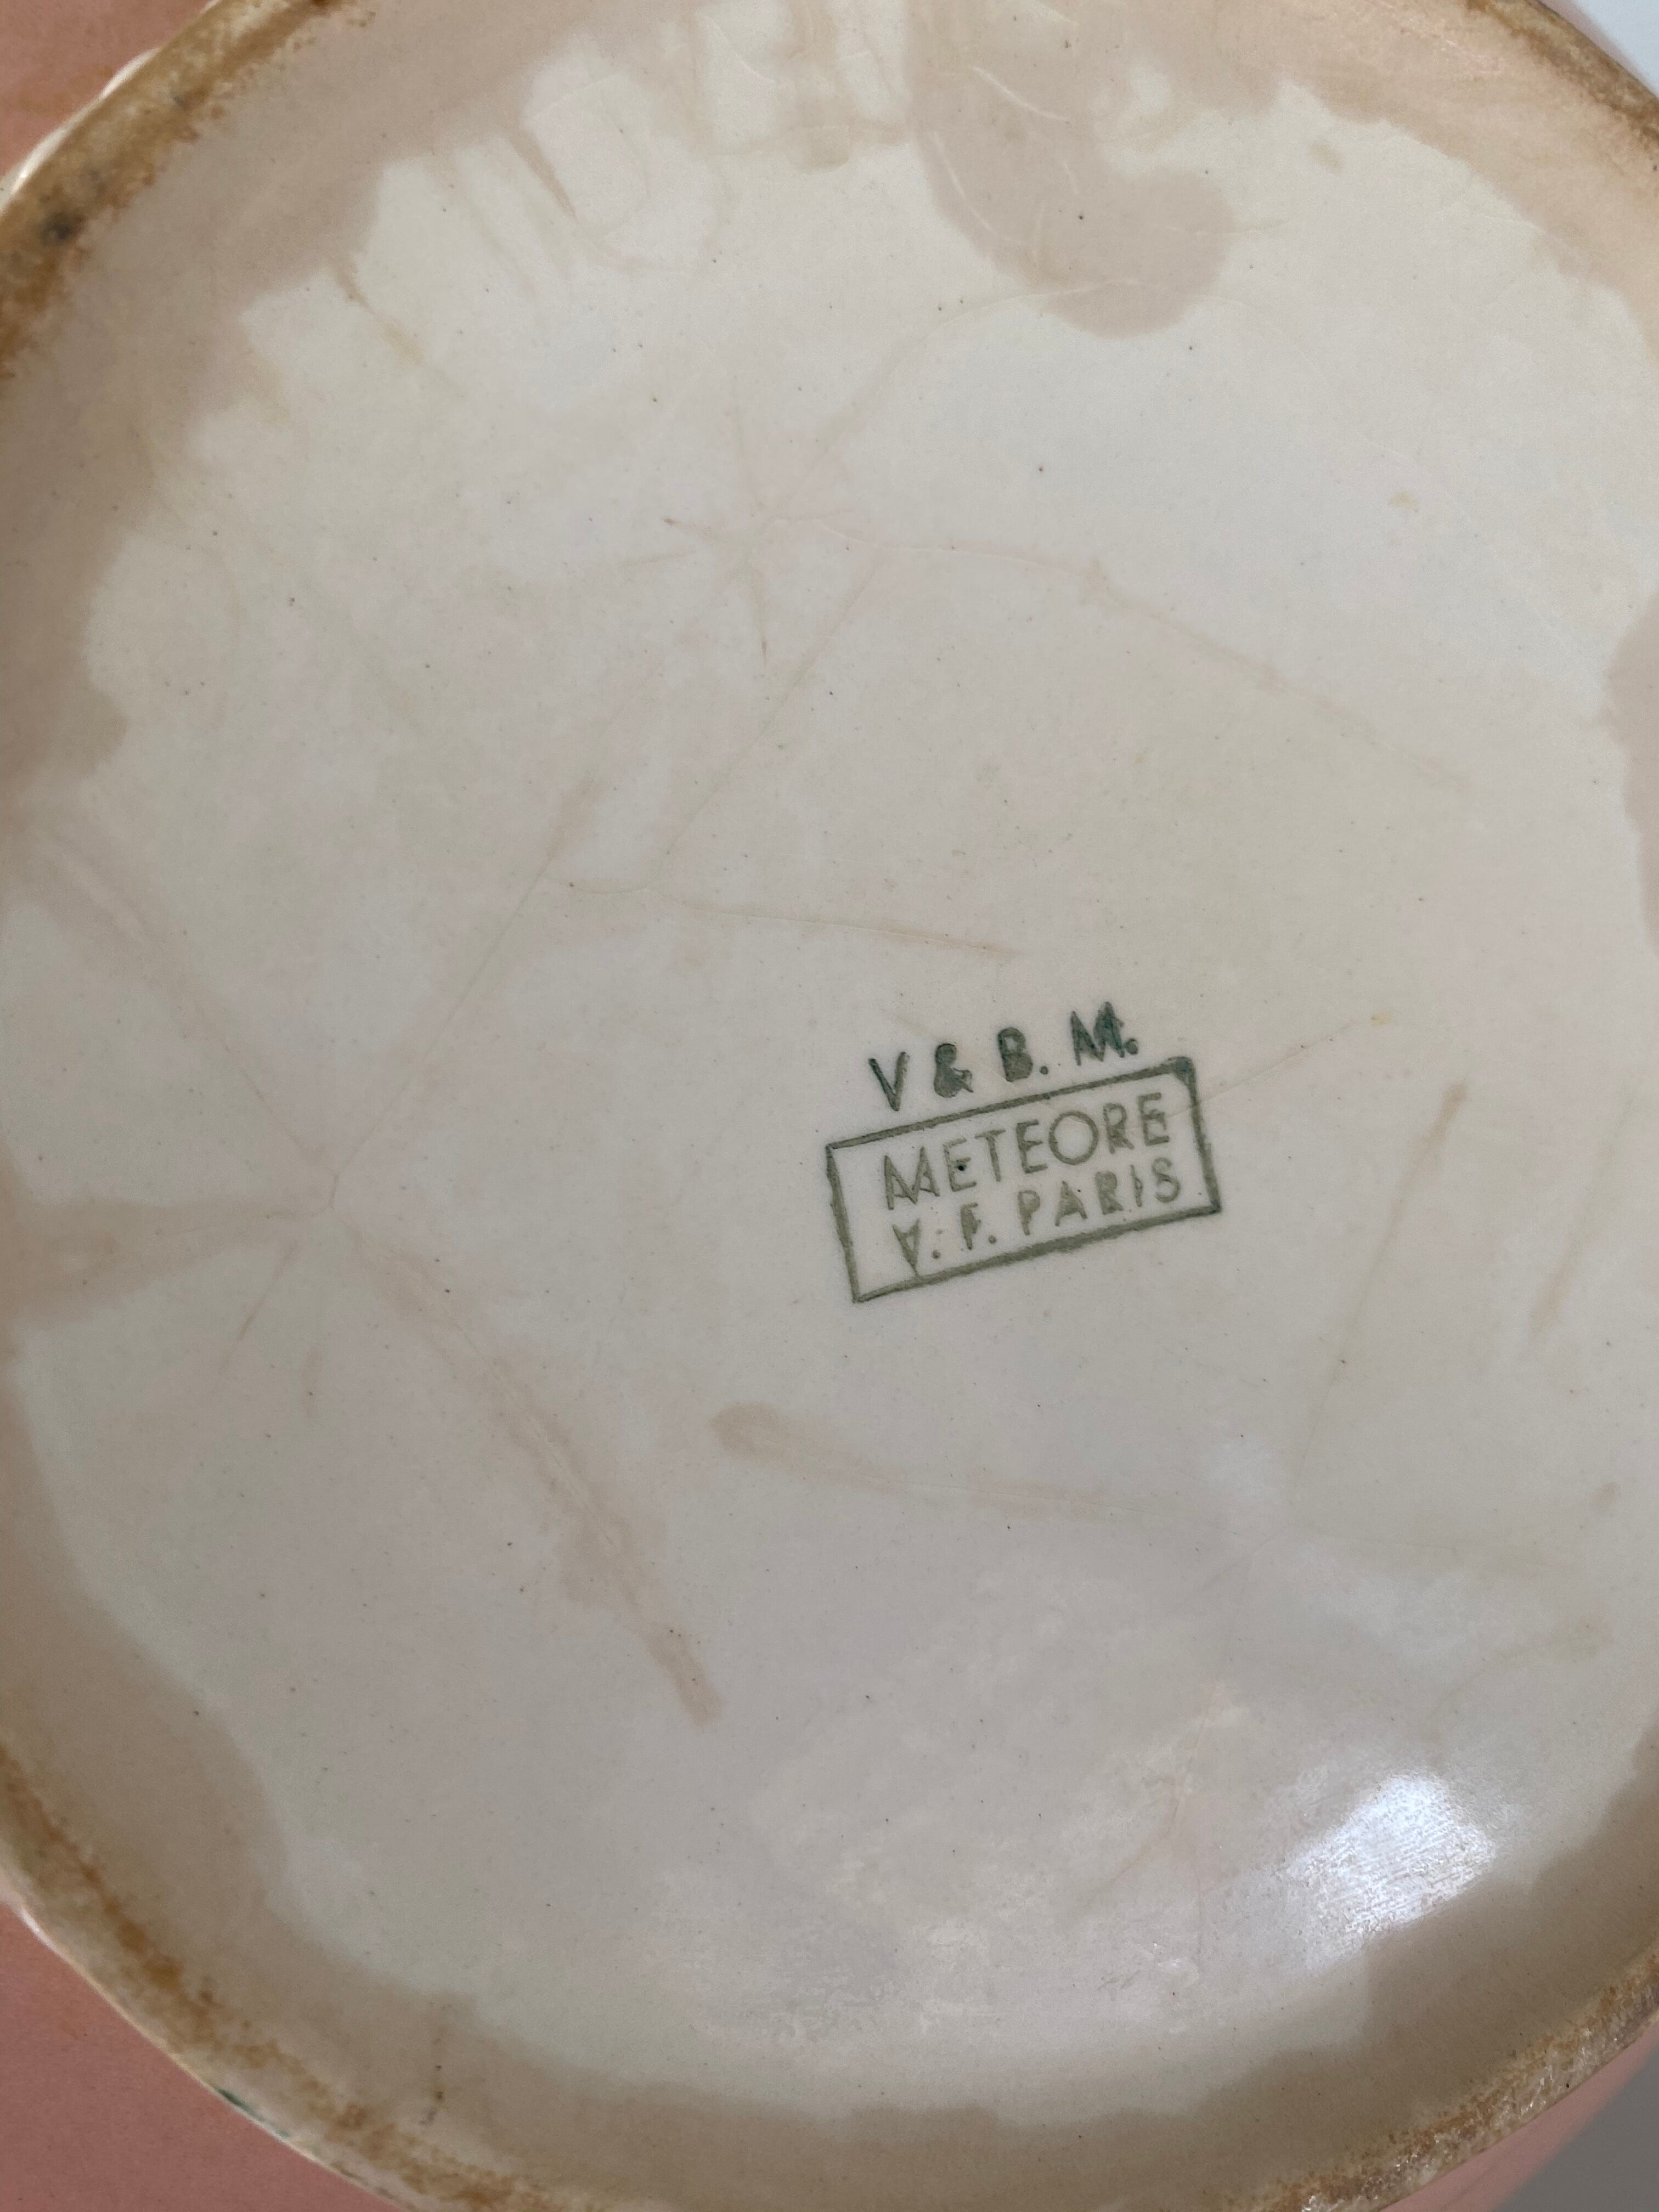 V & B. M.
METEORE
V. F. PARIS